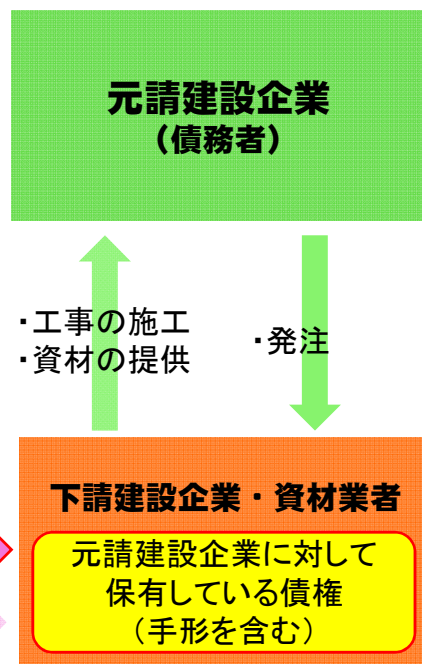 元請建設企業
（債務者）
・工事の施工
・資材の提供
・発注
下請建設企業・資材業者
元請建設企業に対して
保有している債権
（手形を含む）